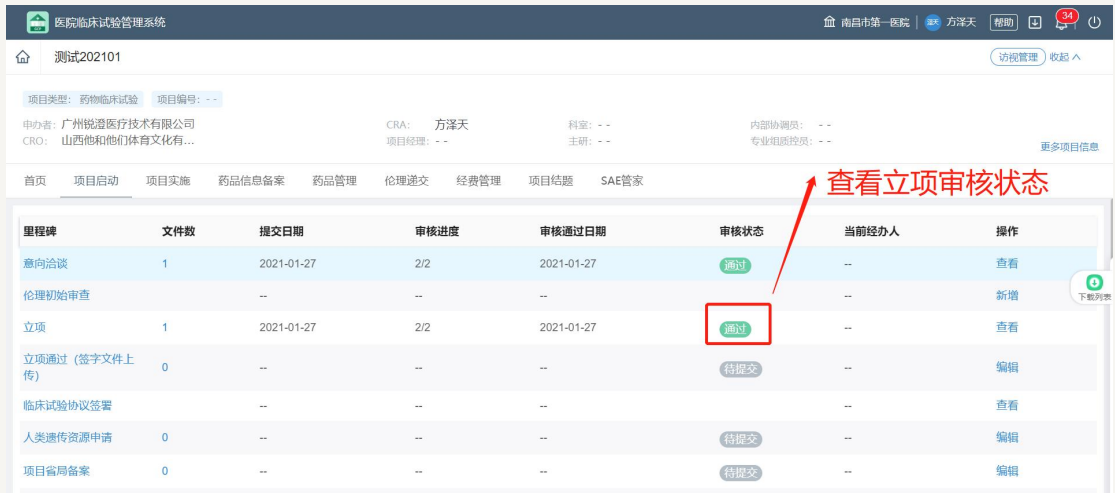 医院临床试验管理系统 南昌市第一医院 | 方泽天 帮助 34
测试202101 访视管理 收起
项目类型: 药物临床试验 项目编号: - -
申办者: 广州锐澄医疗技术有限公司 CRA: 方泽天 科室: - - 内部协调员: - -
CRO: 山西他和他们体育文化有... 项目经理: - - 主研: - - 专业组质控员: - -
更多项目信息
首页 项目启动 项目实施 药品信息备案 药品管理 伦理递交 经费管理 项目结题 SAE管家
查看立项审核状态
里程碑 文件数 提交日期 审核进度 审核通过日期 审核状态 当前经办人 操作
意向洽谈 1 2021-01-27 2/2 2021-01-27 通过 -- 查看
伦理初始审查 -- -- -- -- 新增
下载列表
立项 1 2021-01-27 2/2 2021-01-27 通过 -- 查看
立项通过（签字文件上
传） 0 -- -- -- 待提交 -- 编辑
临床试验协议签署 -- -- -- -- 查看
人类遗传资源申请 0 -- -- -- 待提交 -- 编辑
项目省局备案 0 -- -- -- 待提交 -- 编辑